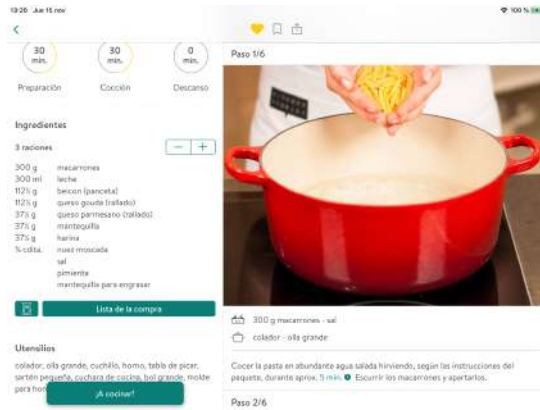 13:26 Jue 15 nov
100 %
30
min.
30
min.
0
min.
Preparación
Cocción
Descanso
Ingredientes
3 raciones
300 g macarrones
300 ml leche
112½ g beicon (panceta)
112½ g queso gouda (rallado)
37½ g queso parmesano (rallado)
37½ g mantequilla
37½ g harina
cdita. nuez moscada
sal
pimienta
mantequilla para engrasar
Lista de la compra
Utensilios
colador, olla grande, cuchillo, horno, tabla de picar,
sartén pequeña, cuchara de cocina, bol grande, molde
para
¡A cocinar!
Paso 1/6
300 g macarrones - sal
colador - olla grande
Cocer la pasta en abundante agua salada hirviendo, según las instrucciones del
paquete, durante aprox. 5 min. Escurrir los macarrones y apartarlos.
Paso 2/6